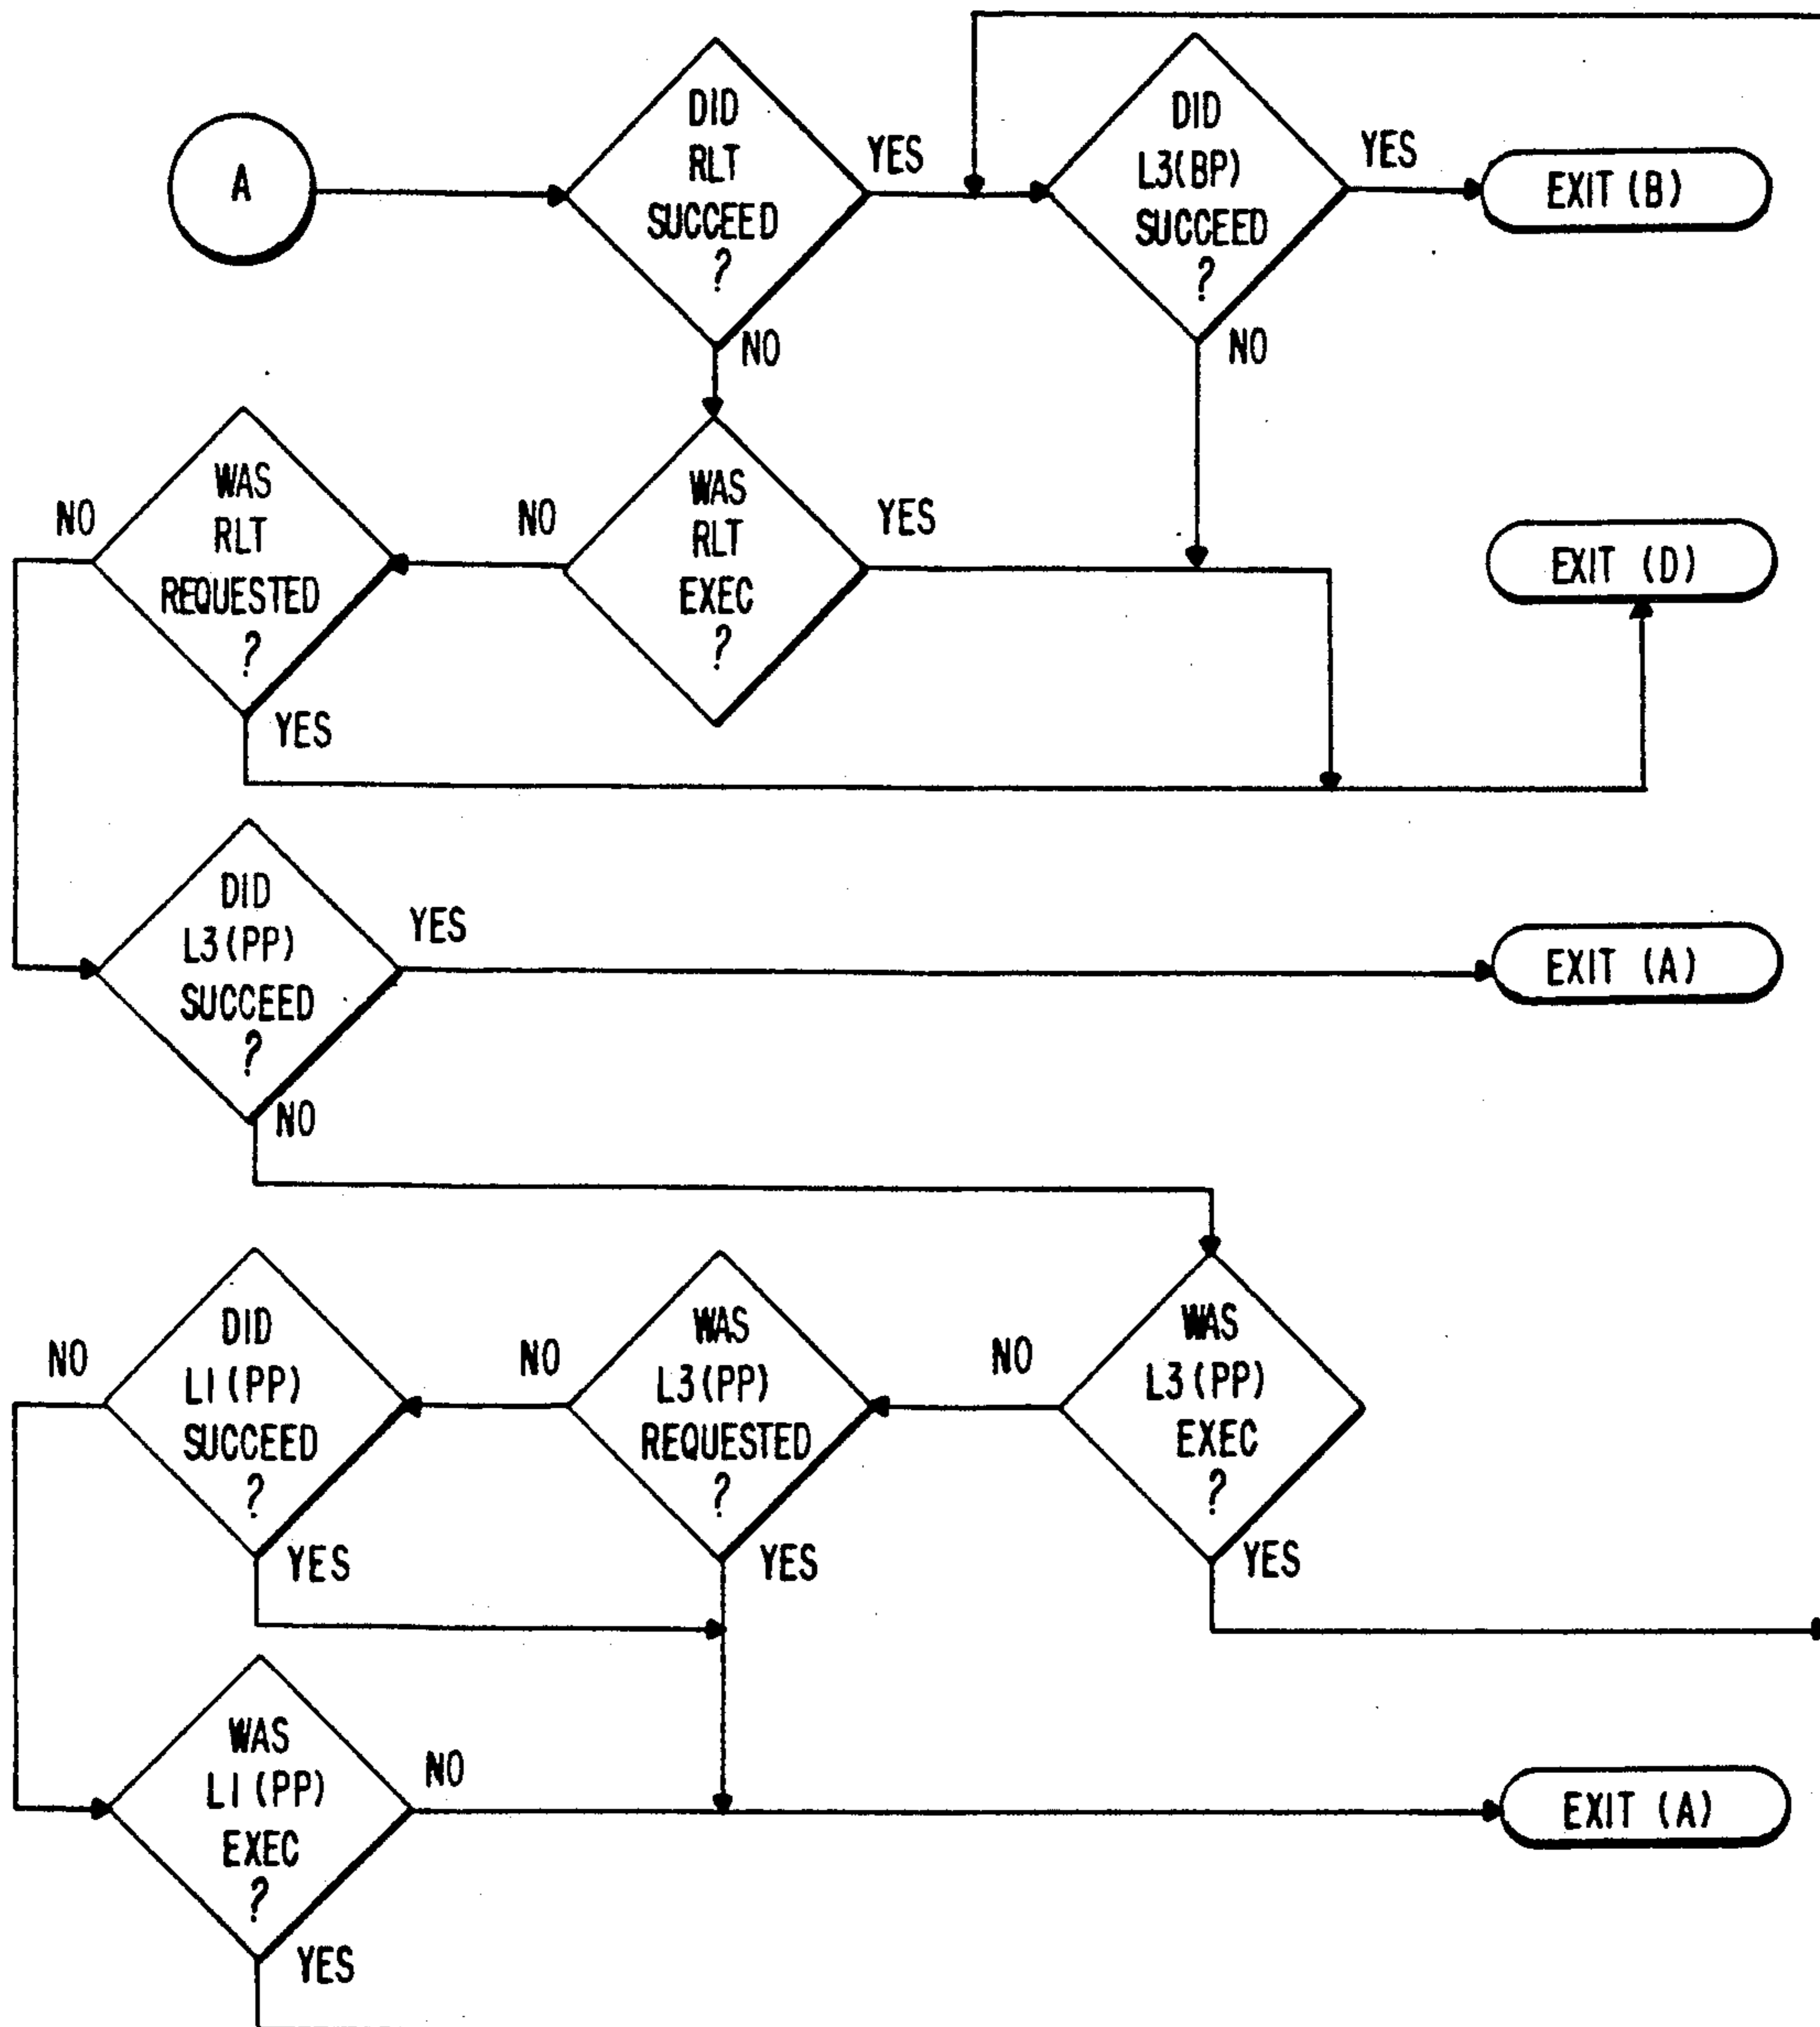 A
DID
RLT
SUCCEED
?
YES
NO
DID
L3(BP)
SUCCEED
?
YES
NO
EXIT (B)
WAS
RLT
REQUESTED
?
NO
YES
WAS
RLT
EXEC
?
NO
YES
EXIT (D)
DID
L3(PP)
SUCCEED
?
YES
NO
EXIT (A)
DID
L1(PP)
SUCCEED
?
NO
YES
WAS
L3(PP)
REQUESTED
?
NO
YES
WAS
L3(PP)
EXEC
?
NO
YES
WAS
L1(PP)
EXEC
?
NO
YES
EXIT (A)